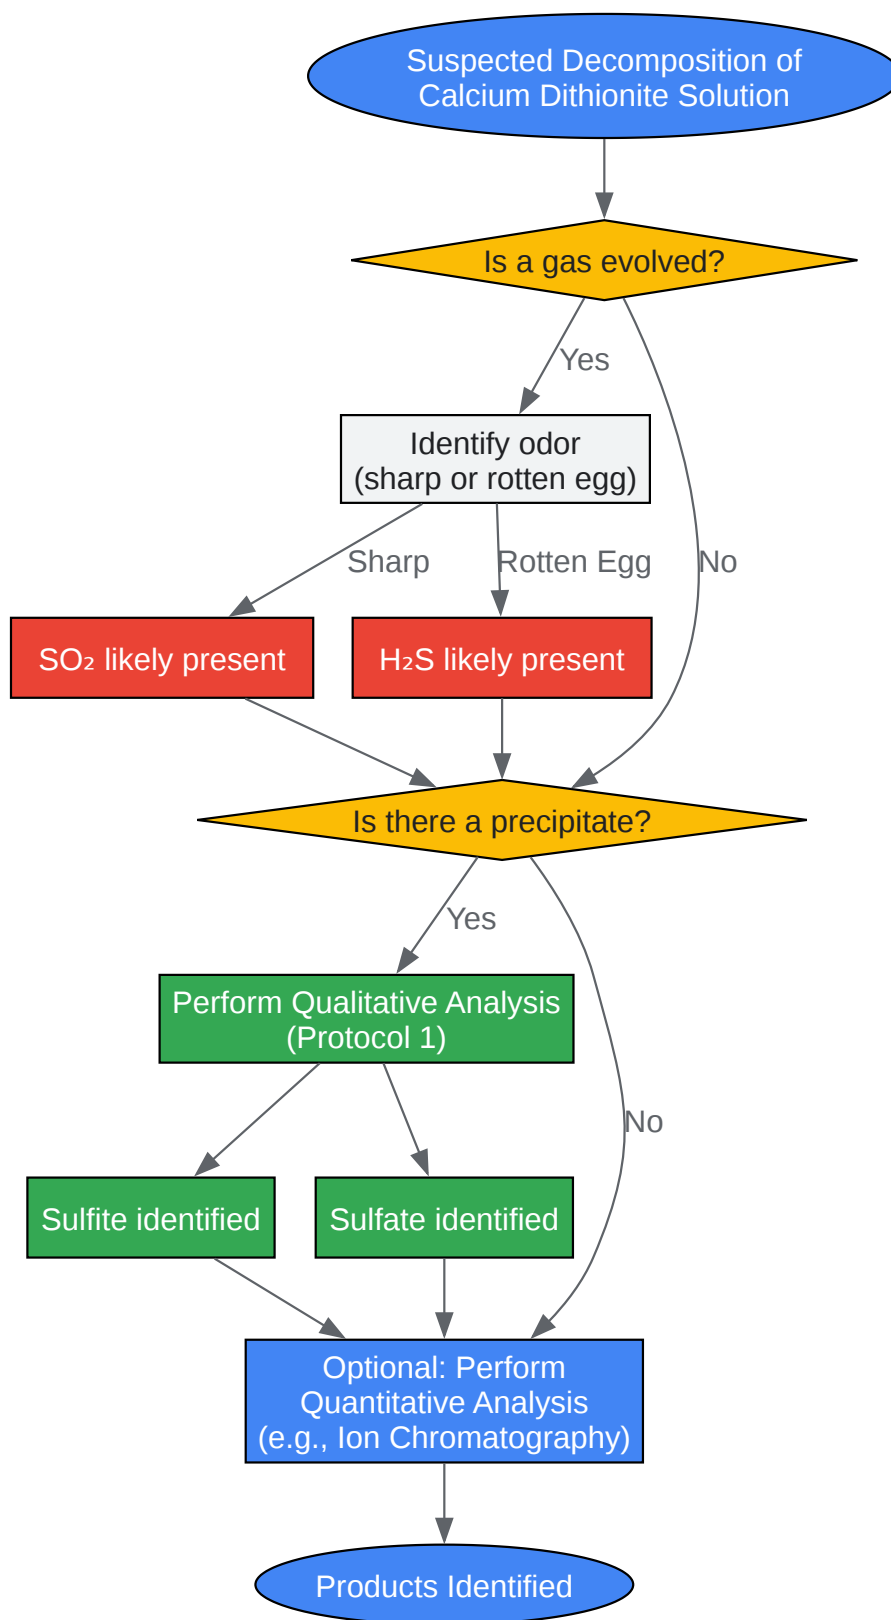 Suspected Decomposition of
Calcium Dithionite Solution
Is a gas evolved?
Yes
Identify odor
(sharp or rotten egg)
Sharp
Rotten Egg
No
SO₂ likely present
H₂S likely present
Is there a precipitate?
Yes
Perform Qualitative Analysis
(Protocol 1)
No
Sulfite identified
Sulfate identified
Optional: Perform
Quantitative Analysis
(e.g., Ion Chromatography)
Products Identified